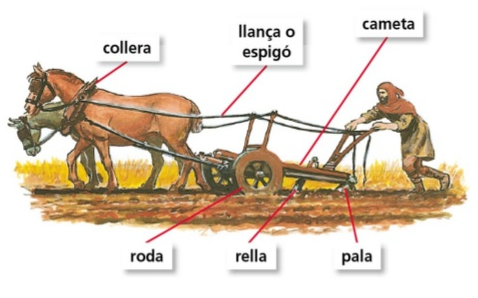 cameta
llança o
espigó
collera
roda
rella
pala